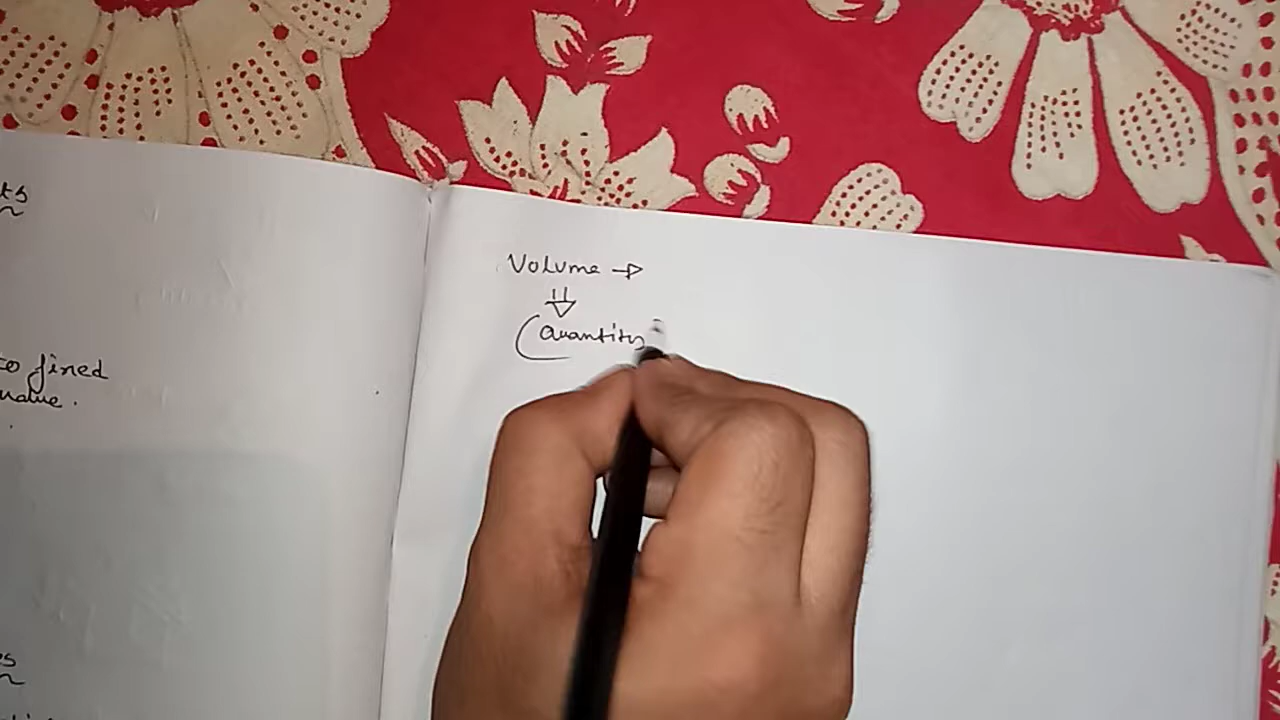 to fixed
value.
Volume →
⇓
(Quantity